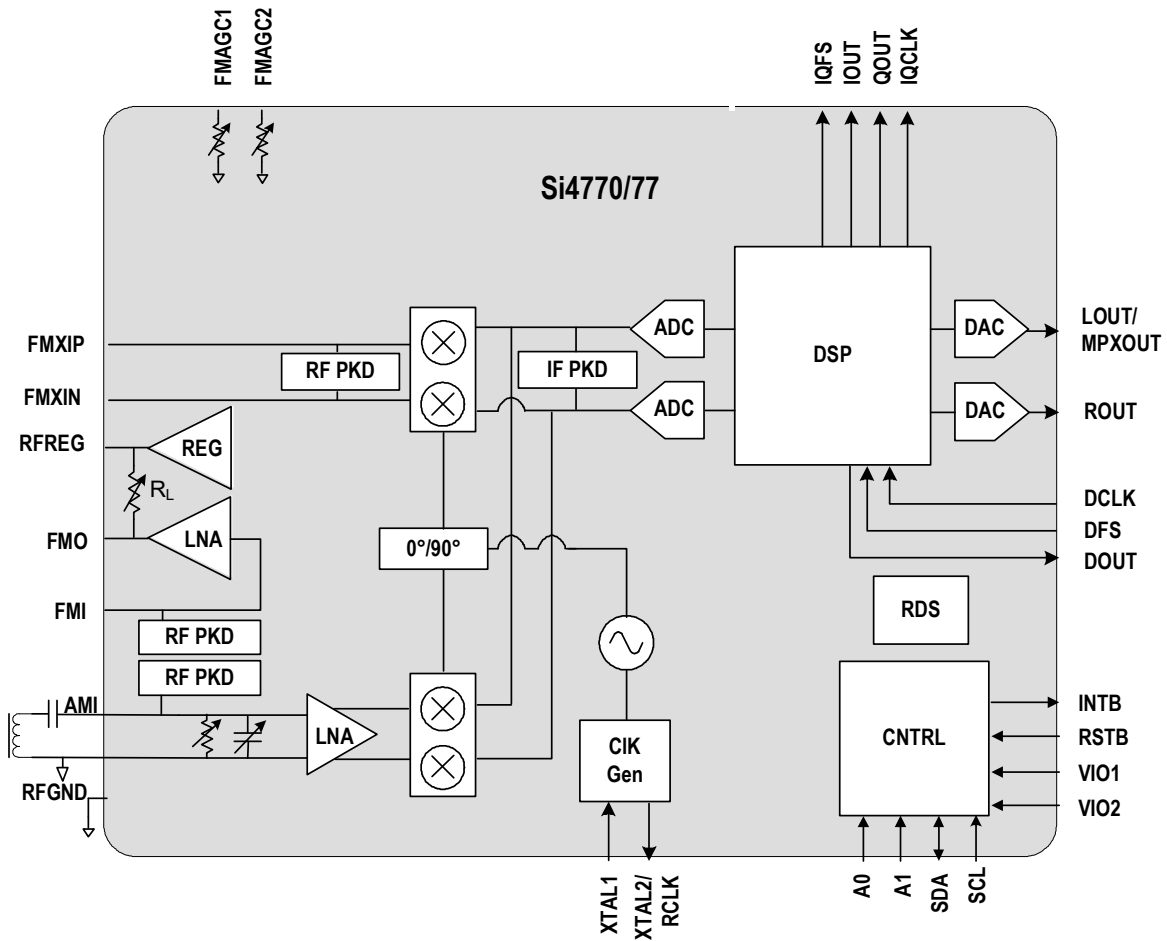 FMAGC1
FMAGC2
IQFS
IOUT
QOUT
IQCLK
Si4770/77
FMXIP
FMXIN
RFREG
FMO
FMI
AMI
RFGND
RF PKD
REG
RL
LNA
RF PKD
RF PKD
LNA
0°/90°
IF PKD
ADC
ADC
DSP
DAC
DAC
LOUT/
MPXOUT
ROUT
DCLK
DFS
DOUT
RDS
CNTRL
INTB
RSTB
VIO1
VIO2
ClK
Gen
XTAL1
XTAL2/
RCLK
A0
A1
SDA
SCL